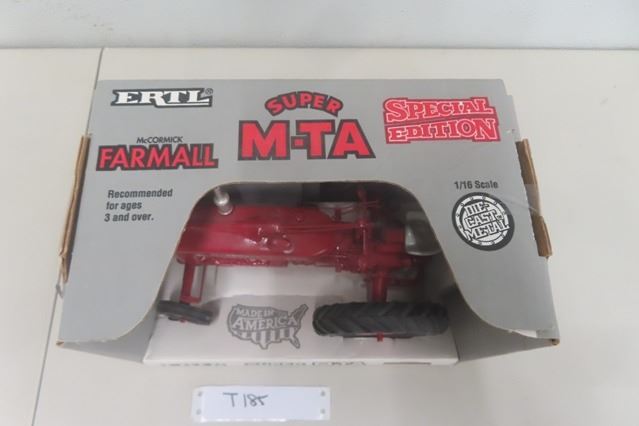 ERTL®
SUPER
M-TA
SPECIAL
EDITION
McCORMICK
FARMALL
Recommended
for ages
3 and over.
1/16 Scale
DIE
CAST
METAL
MADE IN
AMERICA
T185